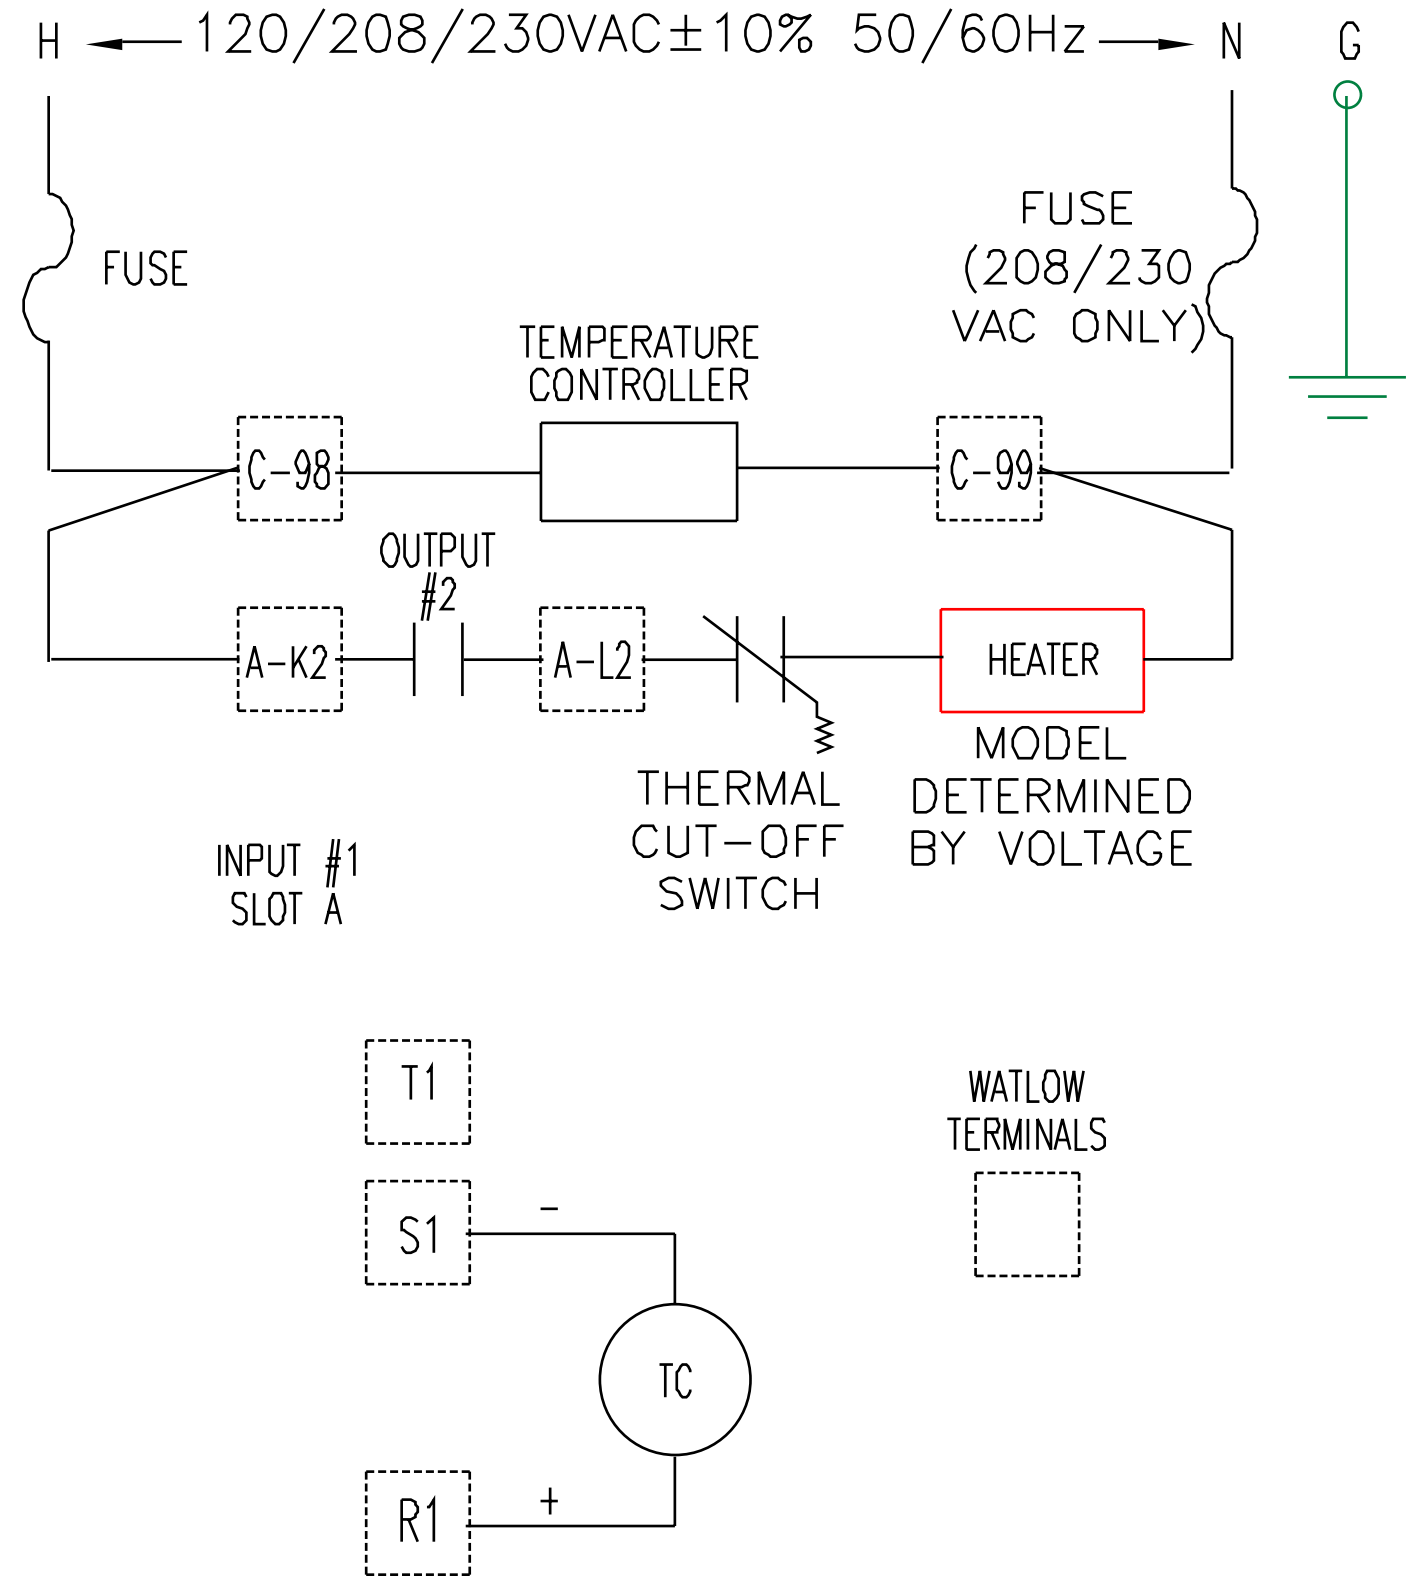 H 120/208/230VAC±10% 50/60Hz N G
FUSE
FUSE
(208/230
VAC ONLY)
TEMPERATURE
CONTROLLER
C-98
C-99
OUTPUT
#2
A-K2
A-L2
HEATER
MODEL
DETERMINED
BY VOLTAGE
THERMAL
CUT-OFF
SWITCH
INPUT #1
SLOT A
T1
S1
-
TC
+
R1
WATLOW
TERMINALS